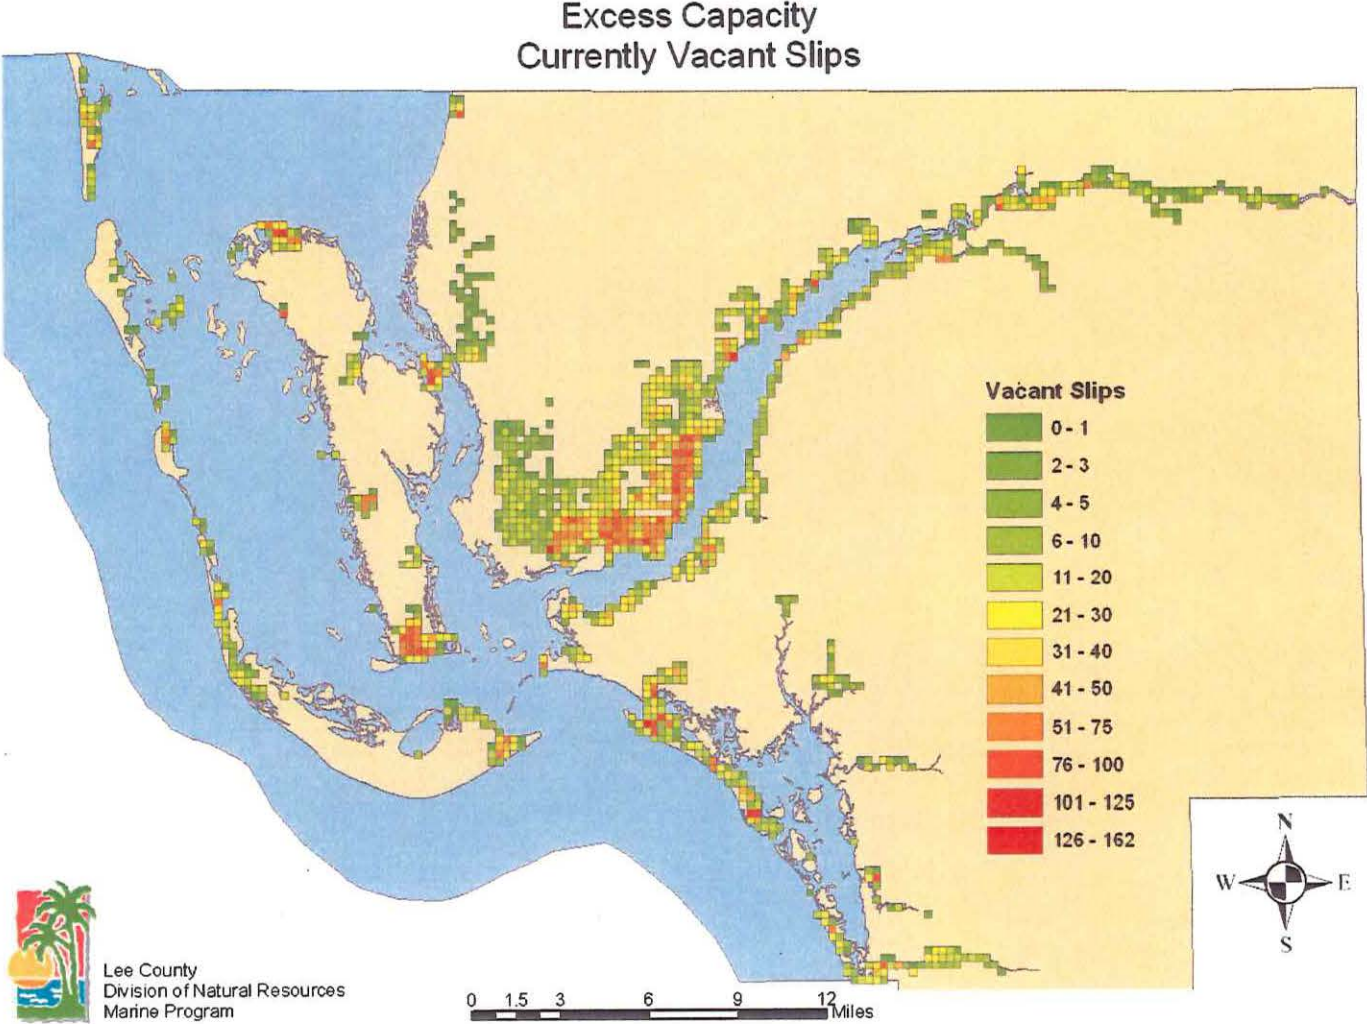 Excess Capacity
Currently Vacant Slips
Vacant Slips
0 - 1
2 - 3
4 - 5
6 - 10
11 - 20
21 - 30
31 - 40
41 - 50
51 - 75
76 - 100
101 - 125
126 - 162
N
W E
S
Lee County
Division of Natural Resources
Marine Program
0 1.5 3 6 9 12
Miles